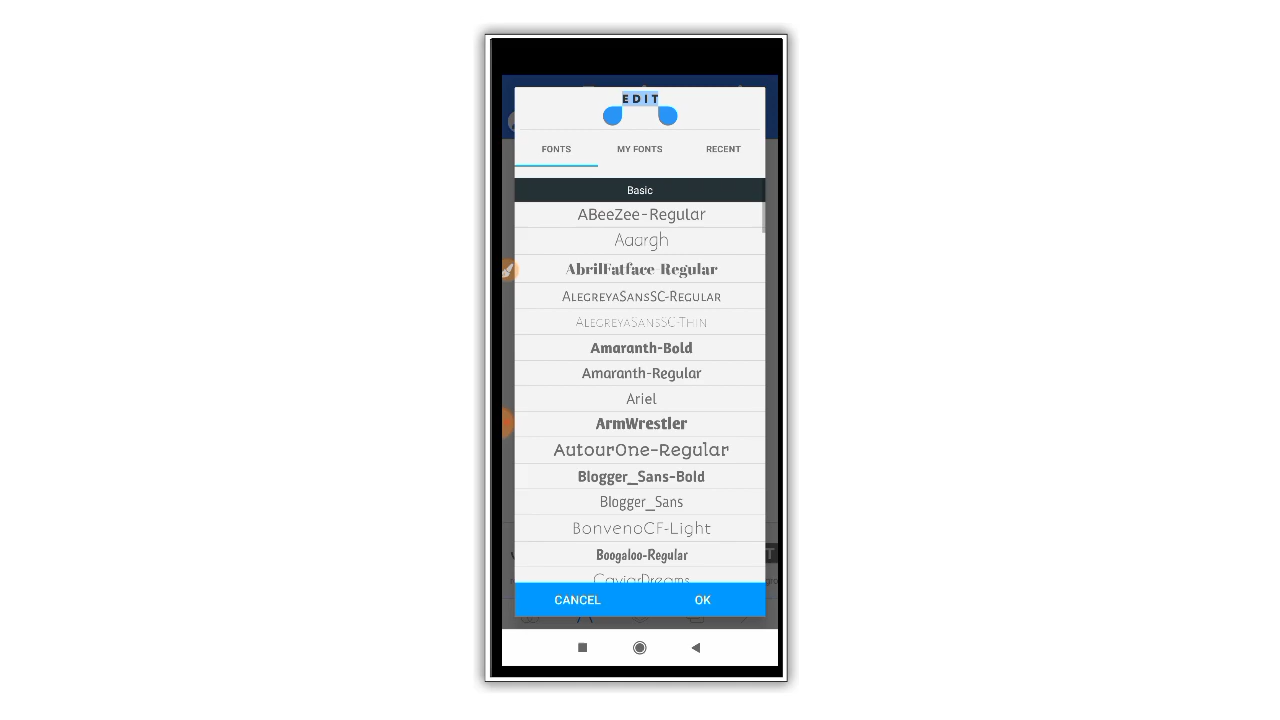 EDIT
FONTS MY FONTS RECENT
Basic
ABeeZee-Regular
Aaargh
AbrilFatface-Regular
AlegreyaSansSC-Regular
AlegreyaSansSC-Thin
Amaranth-Bold
Amaranth-Regular
Ariel
ArmWrestler
AutourOne-Regular
Blogger_Sans-Bold
Blogger_Sans
BonvenoCF-Light
Boogaloo-Regular
CaviarDreams
CANCEL OK